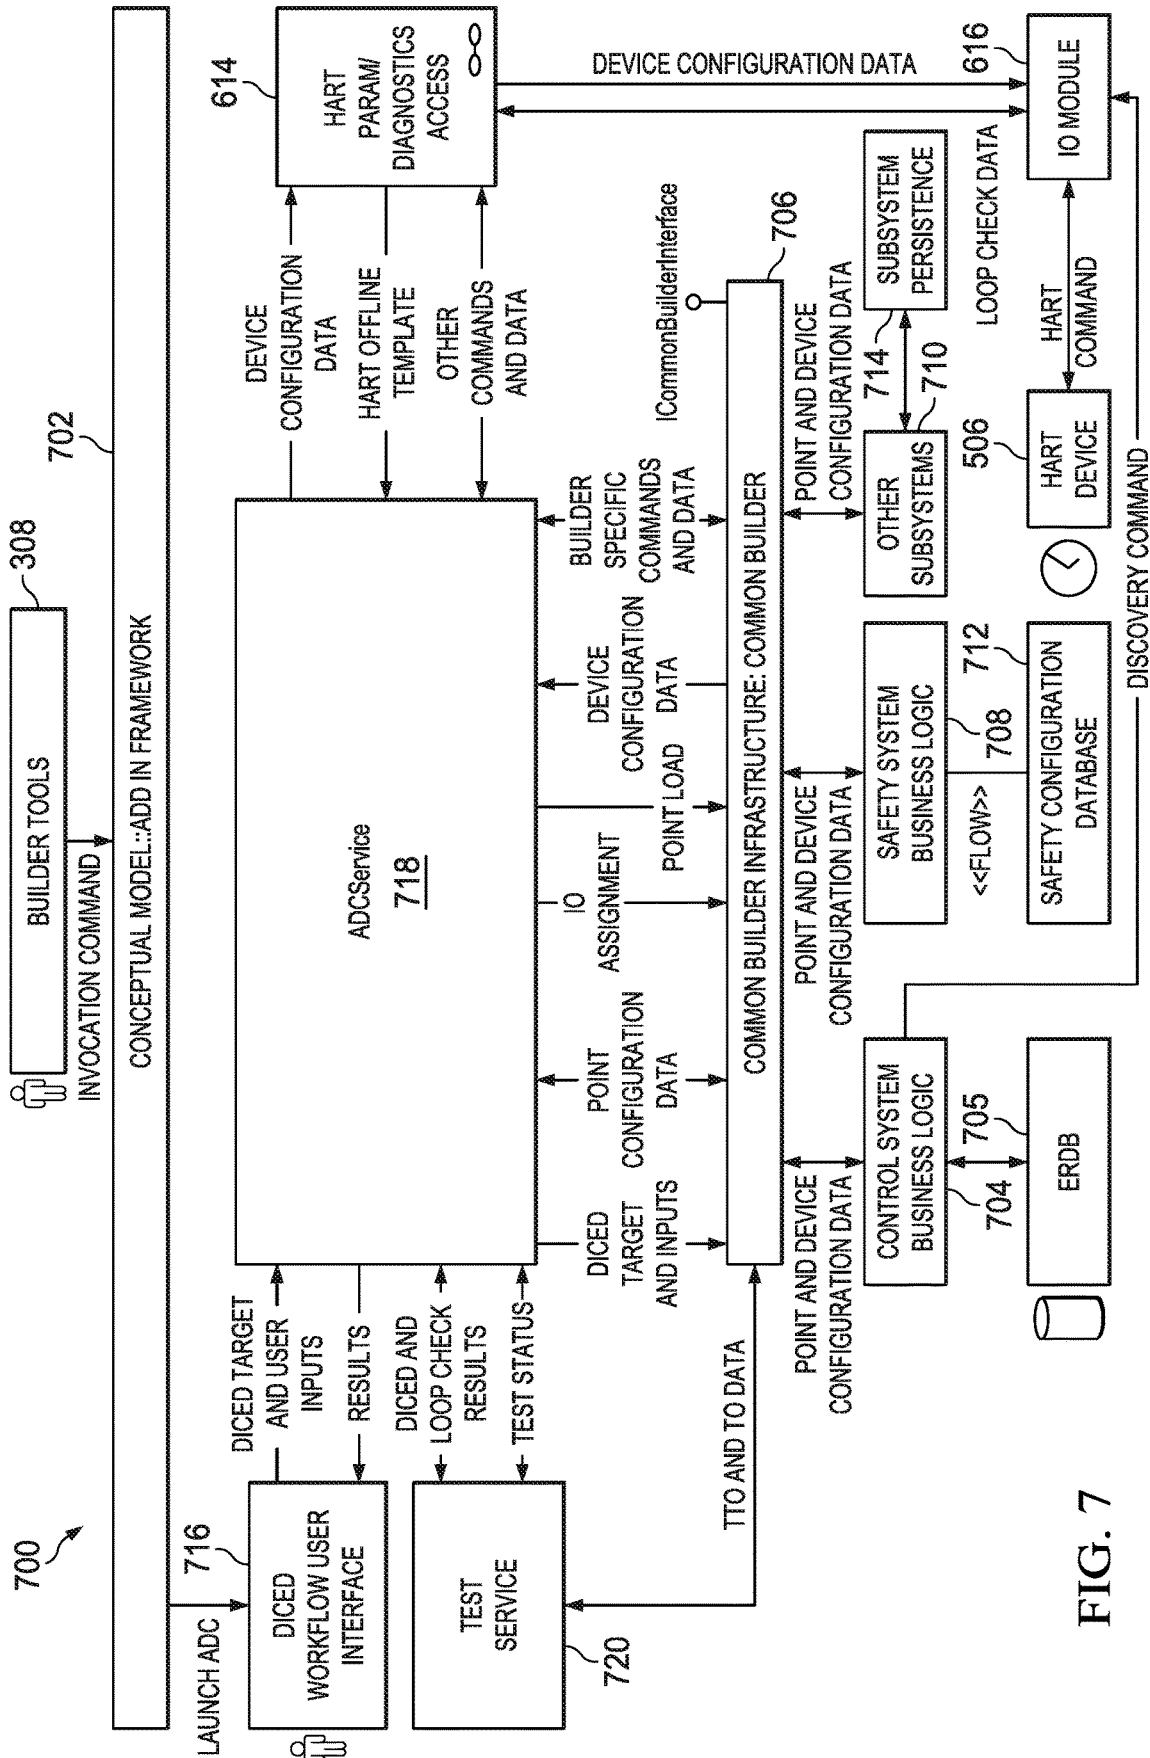 700
308
BUILDER TOOLS
INVOCATION COMMAND
702
CONCEPTUAL MODEL::ADD IN FRAMEWORK
LAUNCH ADC
716
DICED
WORKFLOW USER
INTERFACE
DICED TARGET
AND USER
INPUTS
RESULTS
TEST
SERVICE
720
DICED AND
LOOP CHECK
RESULTS
TEST STATUS
ADCService
718
DEVICE
CONFIGURATION
DATA
HART OFFLINE
TEMPLATE
OTHER
COMMANDS
AND DATA
614
HART
PARAM/
DIAGNOSTICS
ACCESS
DICED
TARGET
AND INPUTS
POINT
CONFIGURATION
DATA
IO
ASSIGNMENT
POINT LOAD
DEVICE
CONFIGURATION
DATA
BUILDER
SPECIFIC
COMMANDS
AND DATA
ICommonBuilderInterface
706
COMMON BUILDER INFRASTRUCTURE: COMMON BUILDER
TTO AND TO DATA
DEVICE CONFIGURATION DATA
LOOP CHECK DATA
POINT AND DEVICE
CONFIGURATION DATA
POINT AND DEVICE
CONFIGURATION DATA
POINT AND DEVICE
CONFIGURATION DATA
CONTROL SYSTEM
BUSINESS LOGIC
704
SAFETY SYSTEM
BUSINESS LOGIC
708
OTHER
SUBSYSTEMS
710
714
SUBSYSTEM
PERSISTENCE
705
ERDB
<<FLOW>>
712
SAFETY CONFIGURATION
DATABASE
506
HART
DEVICE
HART
COMMAND
616
IO MODULE
DISCOVERY COMMAND
FIG. 7